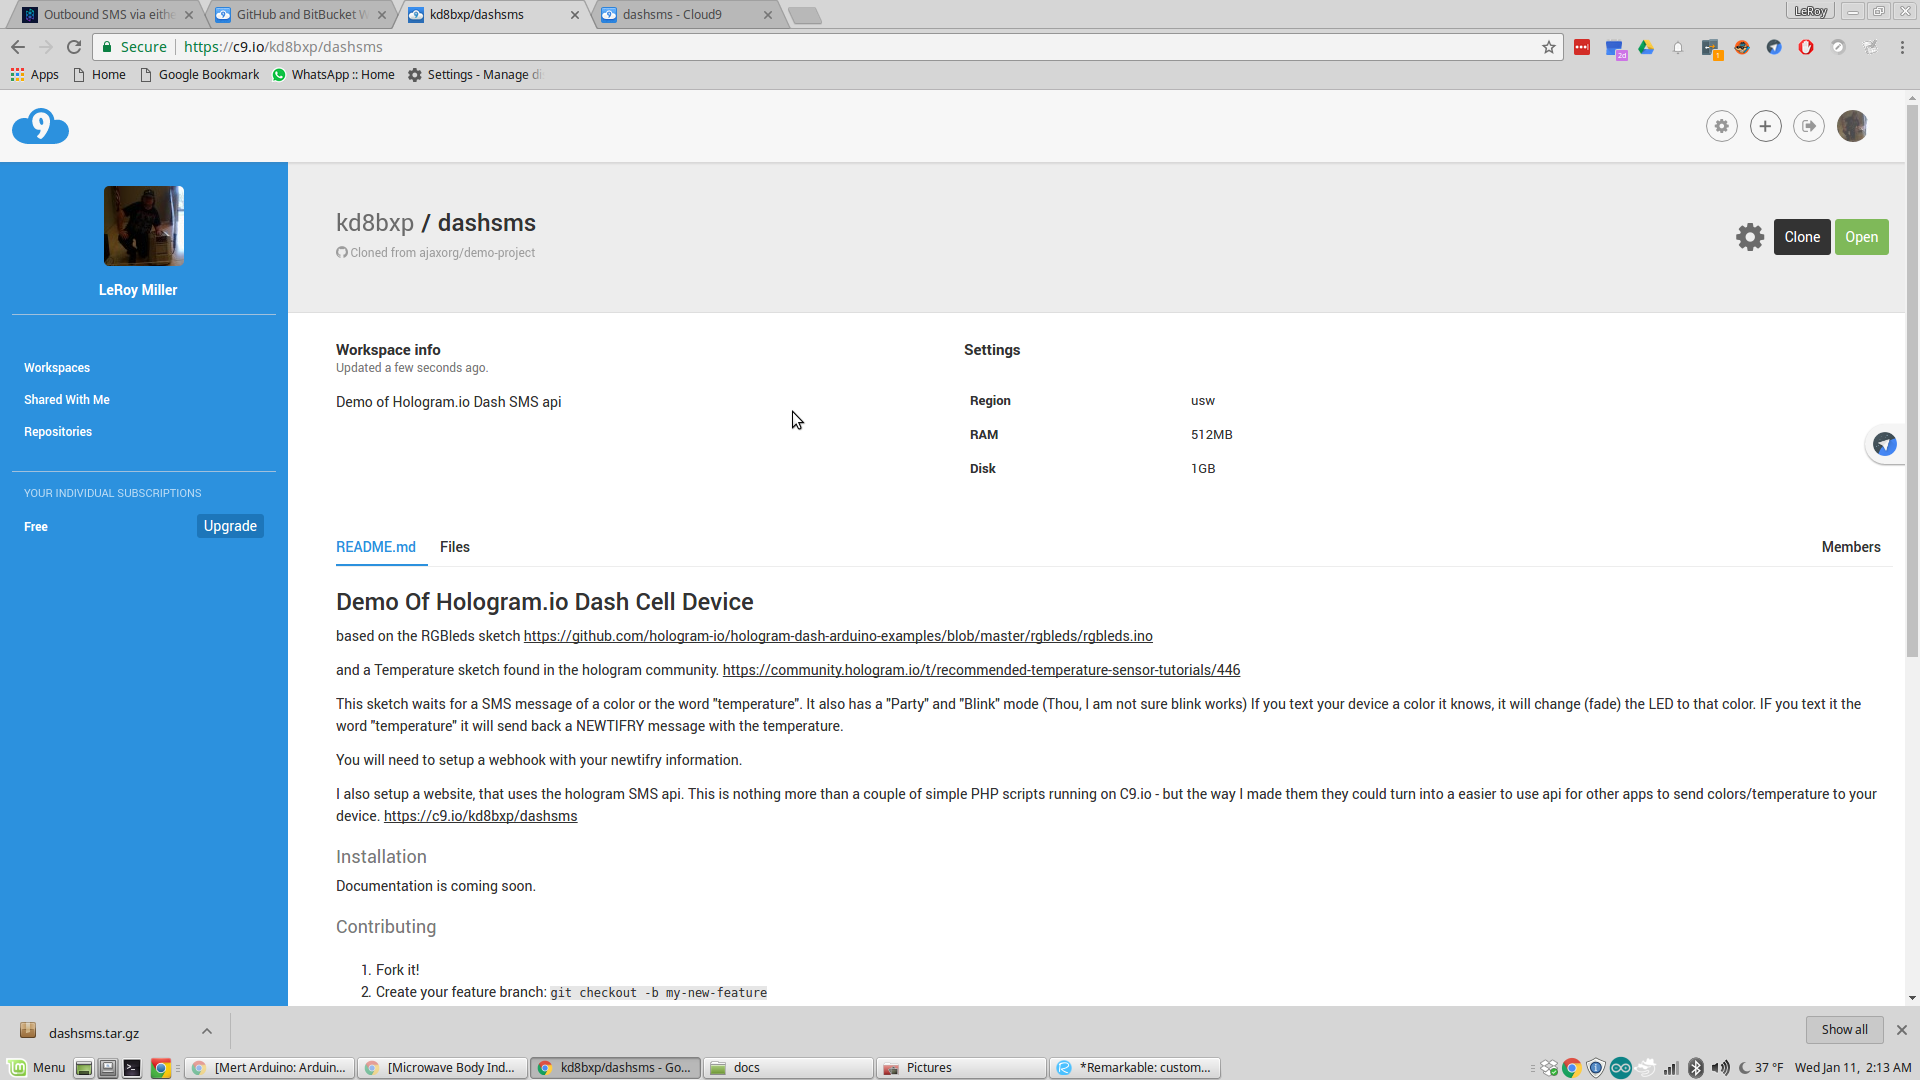 Outbound SMS via eithe
GitHub and BitBucket W
kd8bxp/dashsms
dashsms - Cloud9
LeRoy
Secure
https://c9.io/kd8bxp/dashsms
Apps
Home
Google Bookmark
WhatsApp :: Home
Settings - Manage di
9
LeRoy Miller
Workspaces
Shared With Me
Repositories
YOUR INDIVIDUAL SUBSCRIPTIONS
Free
Upgrade
kd8bxp / dashsms
Cloned from ajaxorg/demo-project
Clone
Open
Workspace info
Updated a few seconds ago.
Demo of Hologram.io Dash SMS api
Settings
Region usw
RAM 512MB
Disk 1GB
README.md
Files
Members
Demo Of Hologram.io Dash Cell Device
based on the RGBleds sketch https://github.com/hologram-io/hologram-dash-arduino-examples/blob/master/rgbleds/rgbleds.ino
and a Temperature sketch found in the hologram community. https://community.hologram.io/t/recommended-temperature-sensor-tutorials/446
This sketch waits for a SMS message of a color or the word "temperature". It also has a "Party" and "Blink" mode (Thou, I am not sure blink works) If you text your device a color it knows, it will change (fade) the LED to that color. IF you text it the
word "temperature" it will send back a NEWTIFRY message with the temperature.
You will need to setup a webhook with your newtifry information.
I also setup a website, that uses the hologram SMS api. This is nothing more than a couple of simple PHP scripts running on C9.io - but the way I made them they could turn into a easier to use api for other apps to send colors/temperature to your
device. https://c9.io/kd8bxp/dashsms
Installation
Documentation is coming soon.
Contributing
1. Fork it!
2. Create your feature branch: git checkout -b my-new-feature
dashsms.tar.gz
Show all
Menu
[Mert Arduino: Arduin...
[Microwave Body Ind...
kd8bxp/dashsms - Go...
docs
Pictures
*Remarkable: custom...
37 °F
Wed Jan 11, 2:13 AM